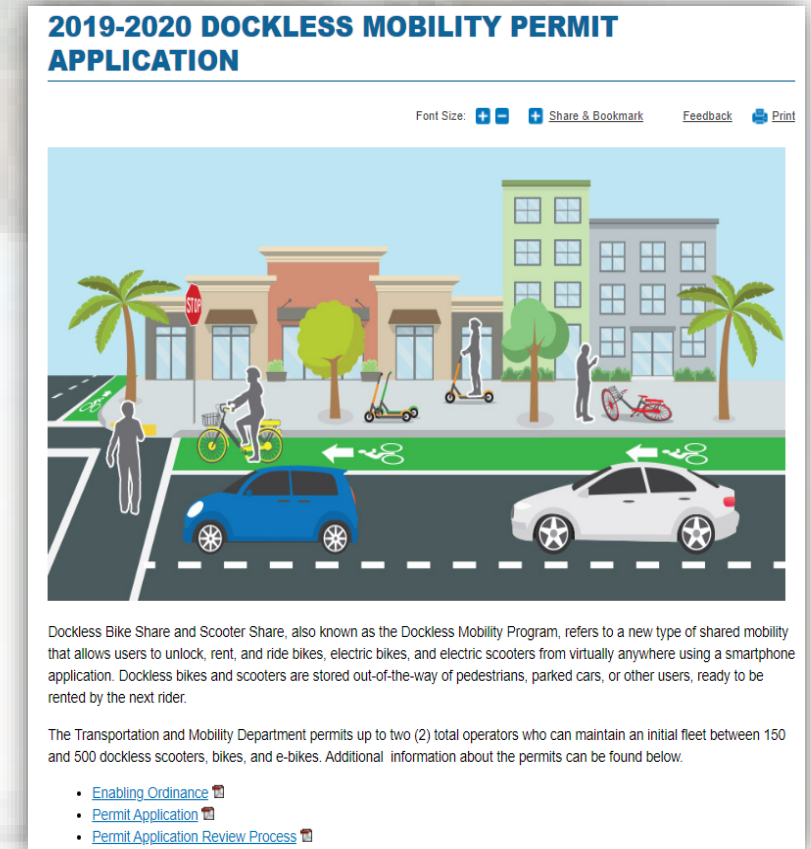 2019-2020 DOCKLESS MOBILITY PERMIT
APPLICATION
Font Size: + - + Share & Bookmark Feedback Print
STOP
Dockless Bike Share and Scooter Share, also known as the Dockless Mobility Program, refers to a new type of shared mobility
that allows users to unlock, rent, and ride bikes, electric bikes, and electric scooters from virtually anywhere using a smartphone
application. Dockless bikes and scooters are stored out-of-the-way of pedestrians, parked cars, or other users, ready to be
rented by the next rider.
The Transportation and Mobility Department permits up to two (2) total operators who can maintain an initial fleet between 150
and 500 dockless scooters, bikes, and e-bikes. Additional information about the permits can be found below.
• Enabling Ordinance
• Permit Application
• Permit Application Review Process